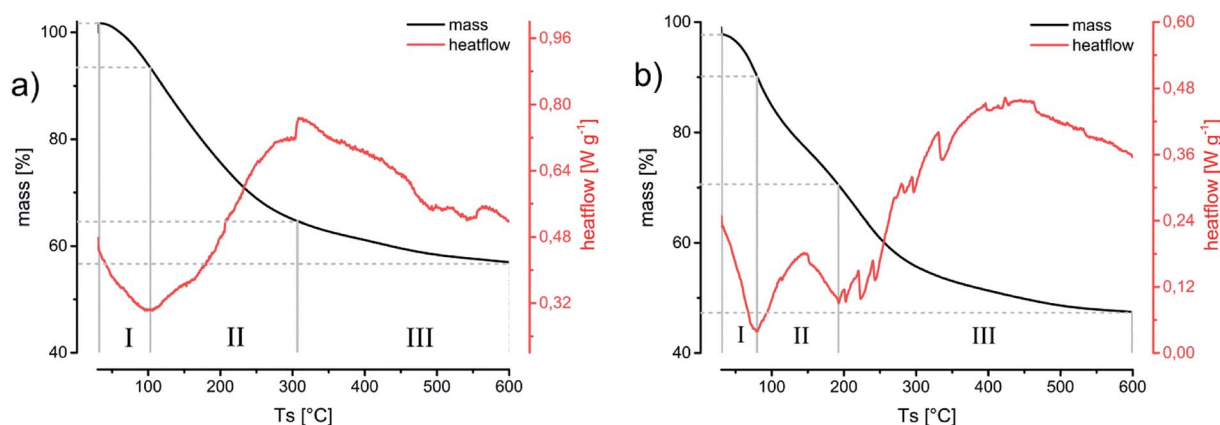 a)
mass
heatflow
100
80
60
40
mass [%]
0,96
0,80
0,64
0,48
0,32
heatflow [W g⁻¹]
I
II
III
100
200
300
400
500
600
Ts [°C]
b)
mass
heatflow
100
80
60
40
mass [%]
0,60
0,48
0,36
0,24
0,12
0,00
heatflow [W g⁻¹]
I
II
III
100
200
300
400
500
600
Ts [°C]